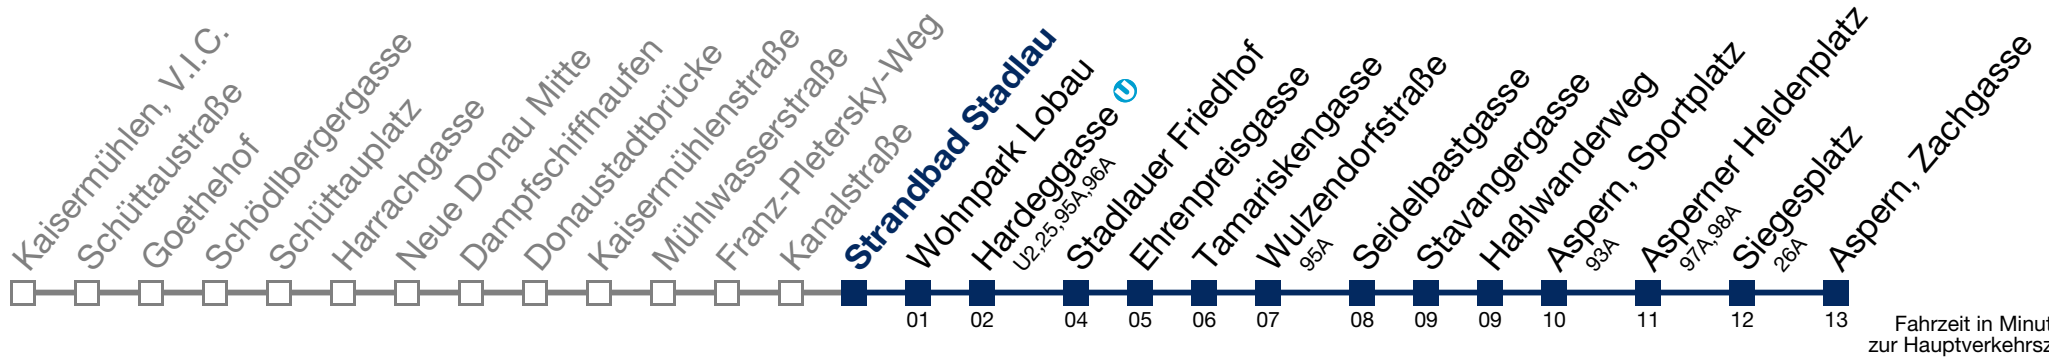 Kaisermühlen, V.I.C.
Schüttaustraße
Goethehof
Schödlbergergasse
Schüttauplatz
Harrachgasse
Neue Donau Mitte
Dampfschiffhaufen
Donaustadtbrücke
Kaisermühlenstraße
Mühlwasserstraße
Franz-Pletersky-Weg
Kanalstraße
Strandbad Stadlau
Wohnpark Lobau
Hardeggasse U
U2,25,95A,96A
Stadlauer Friedhof
Ehrenpreisgasse
Tamariskengasse
Wulzendorfstraße
95A
Seidelbastgasse
Stavangergasse
Haßlwanderweg
Aspern, Sportplatz
93A
Asperner Heldenplatz
97A,98A
Siegesplatz
26A
Aspern, Zachgasse
01 02 04 05 06 07 08 09 09 10 11 12 13
Fahrzeit in Minut
zur Hauptverkehrsz